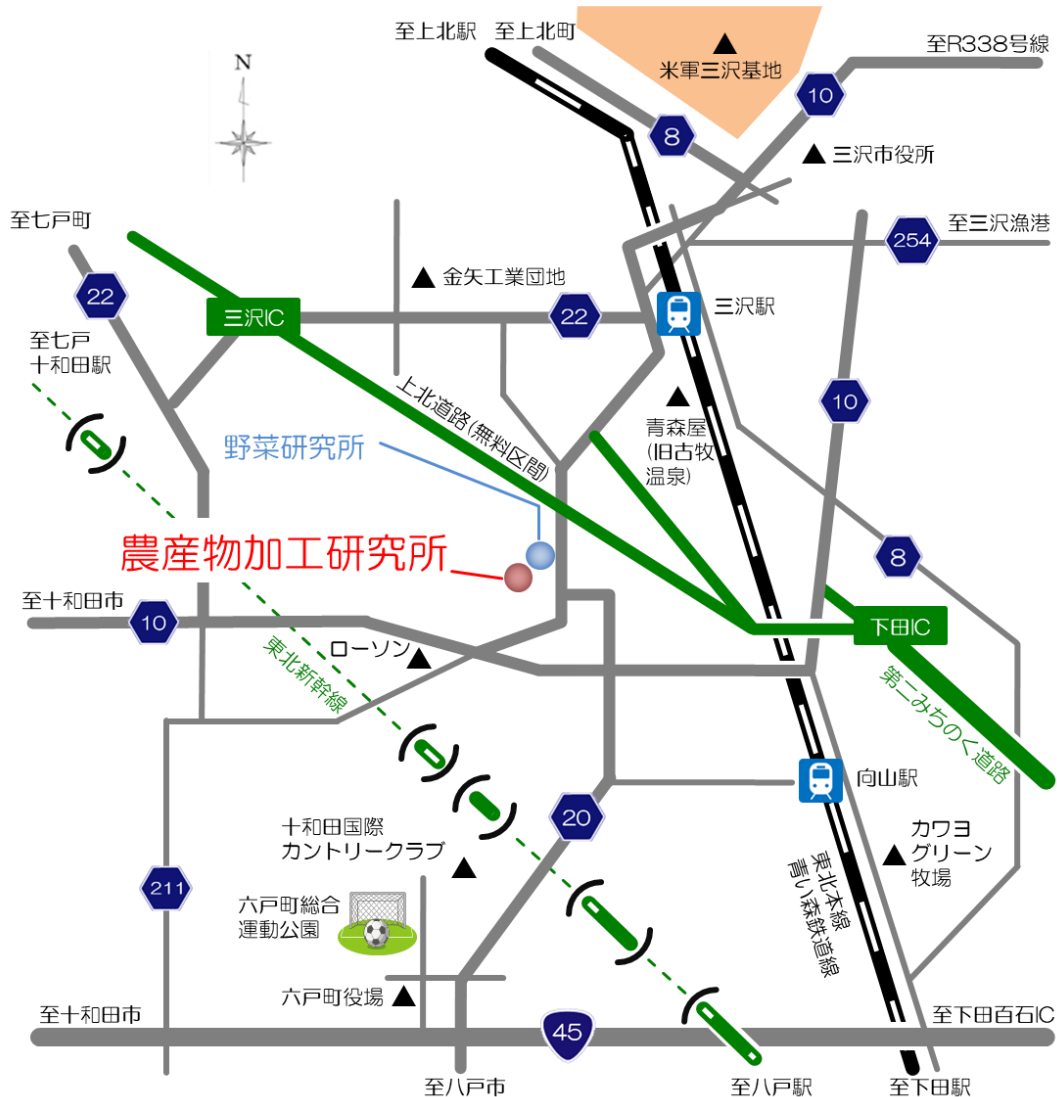 至上北駅
至上北町
米軍三沢基地
至R338号線
N
10
8
三沢市役所
至七戸町
254
至三沢漁港
金矢工業団地
22
三沢IC
22
三沢駅
至七戸
十和田駅
上北道路(無料区間)
10
青森屋
(旧古牧
温泉)
野菜研究所
農産物加工研究所
8
至十和田市
10
下田IC
ローソン
東北新幹線
第二みちのく道路
向山駅
20
十和田国際
カントリークラブ
カワヨ
グリーン
牧場
211
六戸町総合
運動公園
東北本線
青い森鉄道線
六戸町役場
至十和田市
45
至下田百石IC
至八戸市
至八戸駅
至下田駅